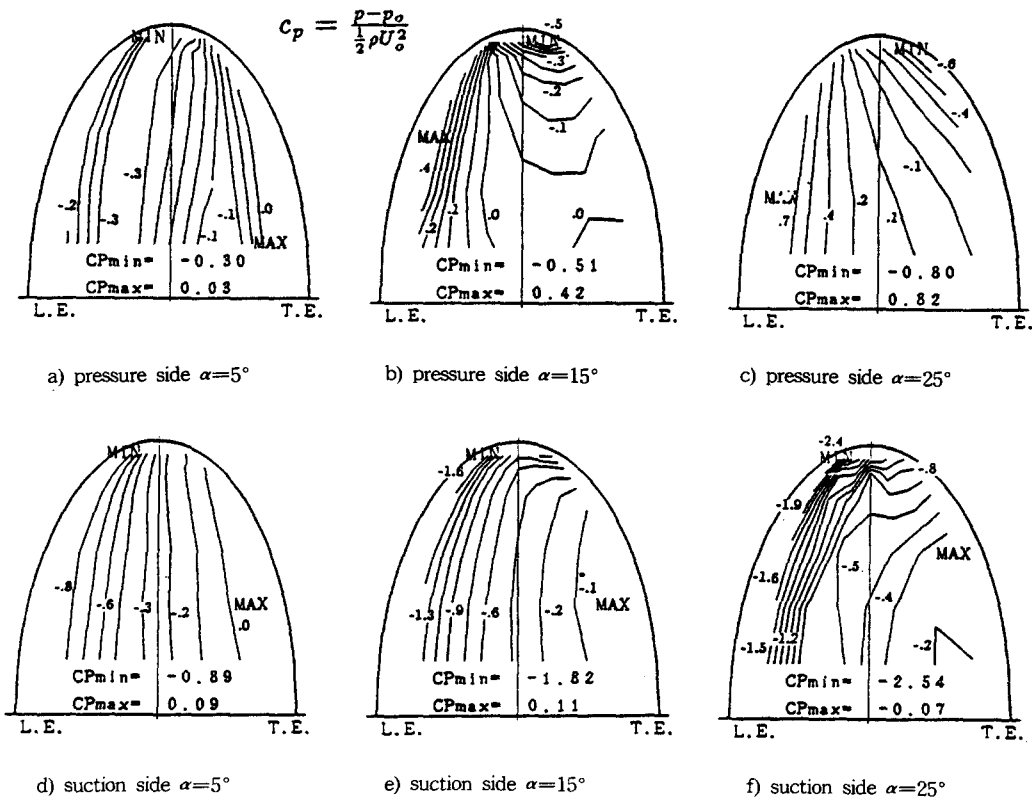 c_p = (p-p_o) / (½ρU_o²)
MIN
-.2
-.3
-.3
-.1
-.1
.0
MAX
CPmin= -0.30
CPmax= 0.03
L.E. T.E.
a) pressure side α=5°
-.5
MIN
-.3
-.2
-.1
MAX
.4
.2
.1
.0
.0
CPmin= -0.51
CPmax= 0.42
L.E. T.E.
b) pressure side α=15°
MIN
-.6
-.4
-.1
MAX
.7
.4
.2
.1
CPmin= -0.80
CPmax= 0.82
L.E. T.E.
c) pressure side α=25°
MIN
-.8
-.6
-.3
-.2
MAX
.0
CPmin= -0.89
CPmax= 0.09
L.E. T.E.
d) suction side α=5°
MIN
-1.6
-1.3
-.9
-.6
-.2
-.1
MAX
CPmin= -1.82
CPmax= 0.11
L.E. T.E.
e) suction side α=15°
-2.4
MIN
-.8
-1.9
MAX
-1.6
-.5
-.4
-1.5
-1.2
-.2
CPmin= -2.54
CPmax= -0.07
L.E. T.E.
f) suction side α=25°